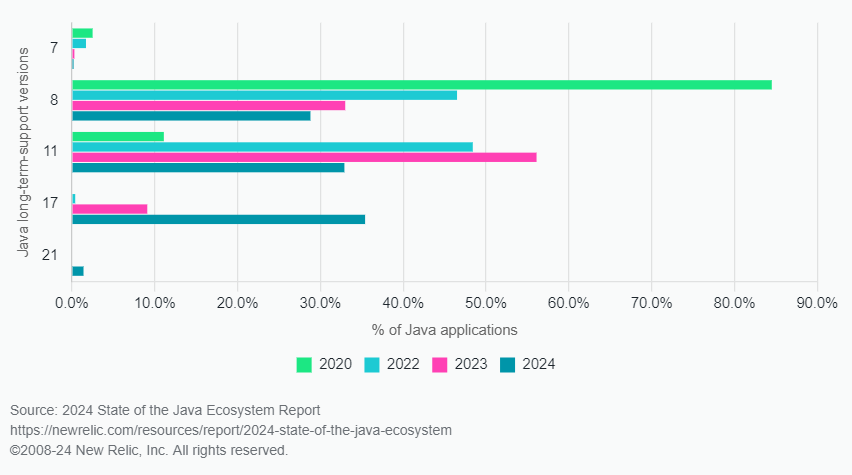 Java long-term-support versions
7
8
11
17
21
0.0% 10.0% 20.0% 30.0% 40.0% 50.0% 60.0% 70.0% 80.0% 90.0%
% of Java applications
2020 2022 2023 2024
Source: 2024 State of the Java Ecosystem Report
https://newrelic.com/resources/report/2024-state-of-the-java-ecosystem
©2008-24 New Relic, Inc. All rights reserved.